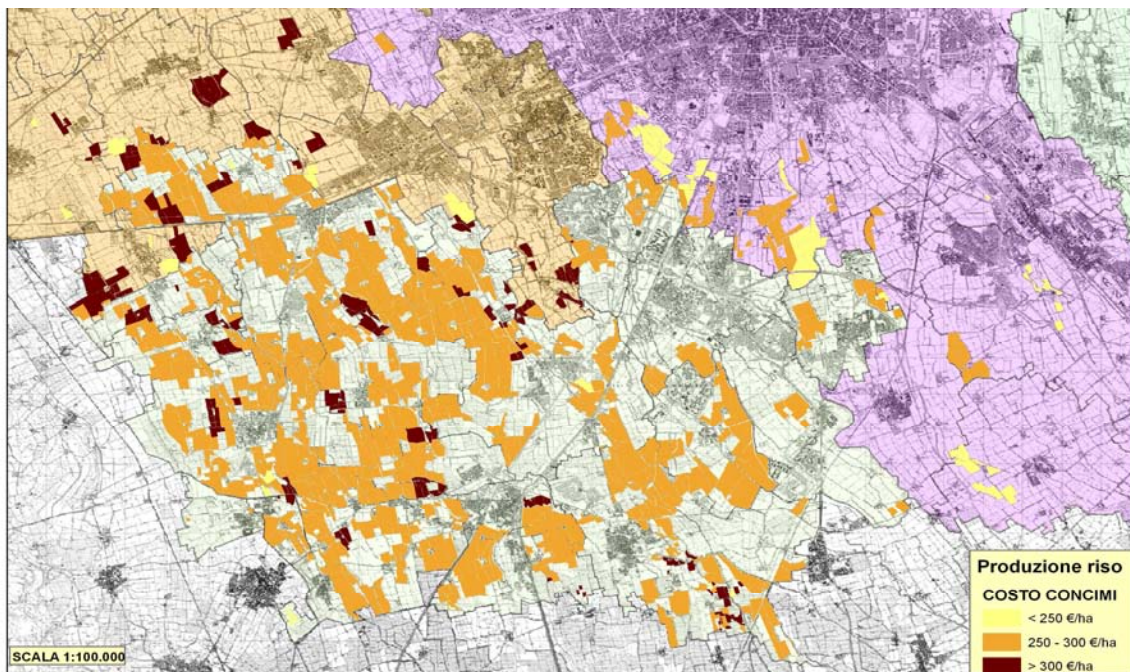 Produzione riso
COSTO CONCIMI
< 250 €/ha
250 - 300 €/ha
> 300 €/ha
SCALA 1:100.000